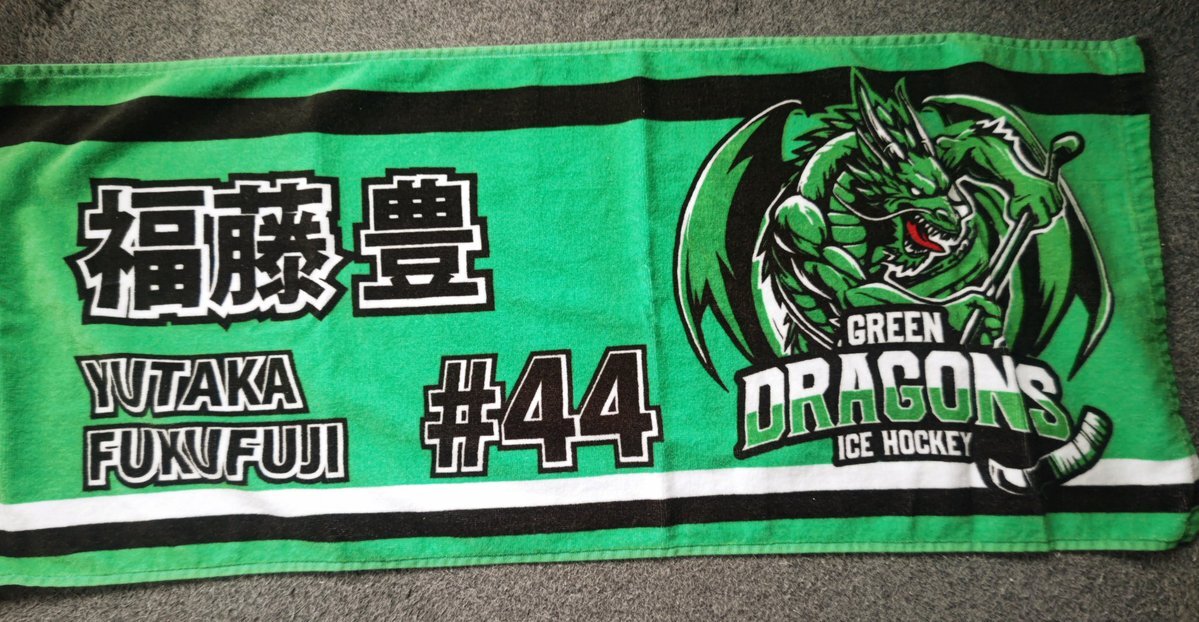 福藤 豊
YUTAKA
FUKUFUJI
#44
GREEN
DRAGONS
ICE HOCKEY